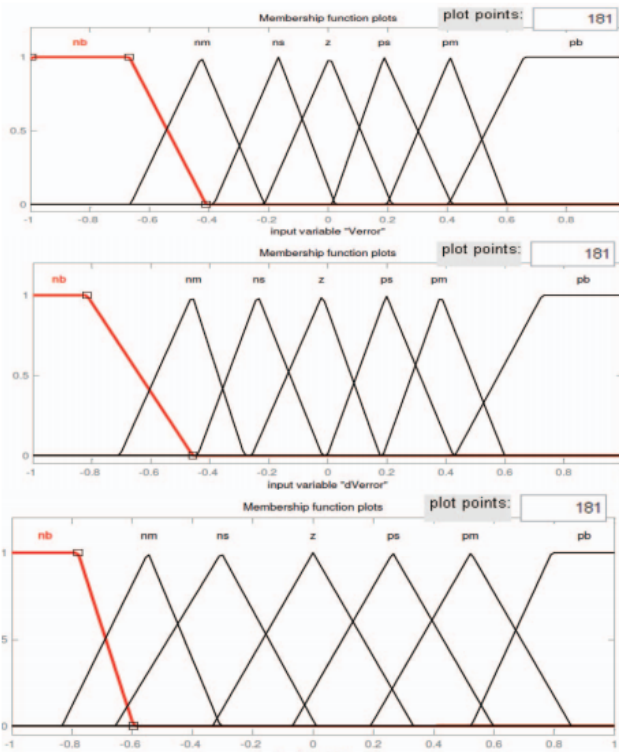 Membership function plots plot points: 181
nb nm ns z ps pm pb
1
0.5
0
-1 -0.8 -0.6 -0.4 -0.2 0 0.2 0.4 0.6 0.8
input variable "Verror"
Membership function plots plot points: 181
nb nm ns z ps pm pb
1
0.5
0
-1 -0.8 -0.6 -0.4 -0.2 0 0.2 0.4 0.6 0.8
input variable "dVerror"
Membership function plots plot points: 181
nb nm ns z ps pm pb
1
5
0
-1 -0.8 -0.6 -0.4 -0.2 0 0.2 0.4 0.6 0.8 1